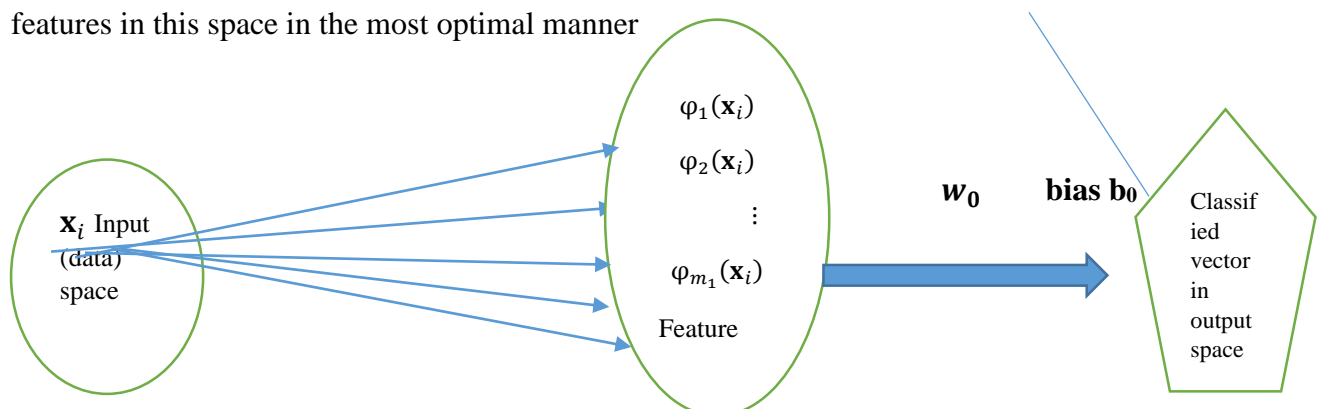 features in this space in the most optimal manner
φ₁(𝐱ᵢ)
φ₂(𝐱ᵢ)
⋮
φₘ₁(𝐱ᵢ)
Feature
𝐱ᵢ Input
(data)
space
𝒘₀ bias b₀
Classif
ied
vector
in
output
space